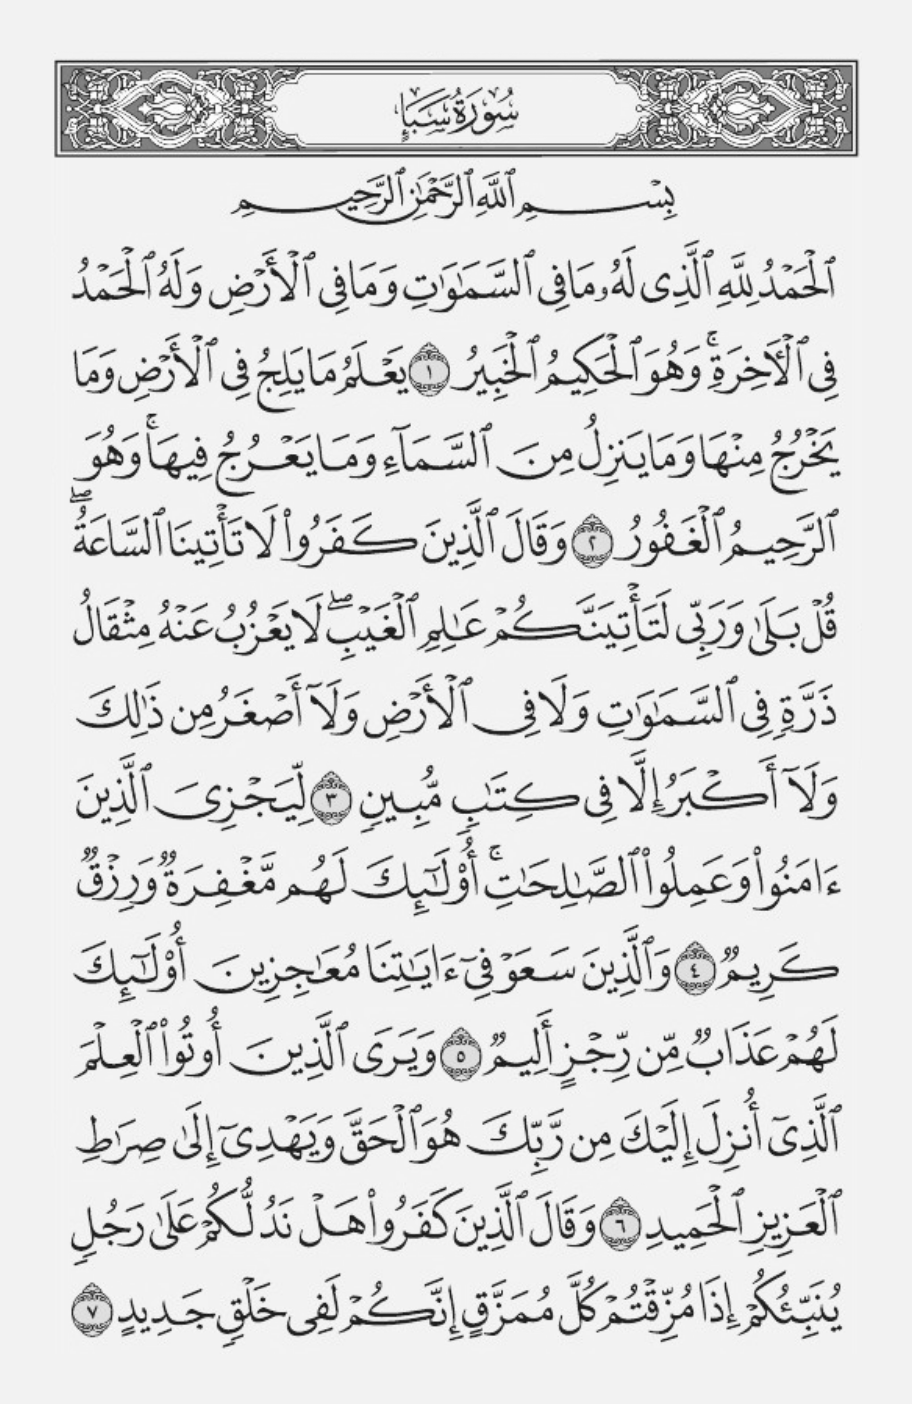 سُورَةُ سَبَإٍ
بِسْمِ ٱللَّهِ ٱلرَّحْمَٰنِ ٱلرَّحِيمِ
ٱلْحَمْدُ لِلَّهِ ٱلَّذِى لَهُۥ مَا فِى ٱلسَّمَٰوَٰتِ وَمَا فِى ٱلْأَرْضِ وَلَهُ ٱلْحَمْدُ
فِى ٱلْءَاخِرَةِ ۚ وَهُوَ ٱلْحَكِيمُ ٱلْخَبِيرُ ١ يَعْلَمُ مَا يَلِجُ فِى ٱلْأَرْضِ وَمَا
يَخْرُجُ مِنْهَا وَمَا يَنزِلُ مِنَ ٱلسَّمَآءِ وَمَا يَعْرُجُ فِيهَا ۚ وَهُوَ
ٱلرَّحِيمُ ٱلْغَفُورُ ٢ وَقَالَ ٱلَّذِينَ كَفَرُوا۟ لَا تَأْتِينَا ٱلسَّاعَةُ ۖ
قُلْ بَلَىٰ وَرَبِّى لَتَأْتِيَنَّكُمْ عَٰلِمِ ٱلْغَيْبِ ۖ لَا يَعْزُبُ عَنْهُ مِثْقَالُ
ذَرَّةٍ فِى ٱلسَّمَٰوَٰتِ وَلَا فِى ٱلْأَرْضِ وَلَآ أَصْغَرُ مِن ذَٰلِكَ
وَلَآ أَكْبَرُ إِلَّا فِى كِتَٰبٍ مُّبِينٍ ٣ لِّيَجْزِىَ ٱلَّذِينَ
ءَامَنُوا۟ وَعَمِلُوا۟ ٱلصَّٰلِحَٰتِ ۚ أُو۟لَٰٓئِكَ لَهُم مَّغْفِرَةٌ وَرِزْقٌ
كَرِيمٌ ٤ وَٱلَّذِينَ سَعَوْ فِىٓ ءَايَٰتِنَا مُعَٰجِزِينَ أُو۟لَٰٓئِكَ
لَهُمْ عَذَابٌ مِّن رِّجْزٍ أَلِيمٌ ٥ وَيَرَى ٱلَّذِينَ أُوتُوا۟ ٱلْعِلْمَ
ٱلَّذِىٓ أُنزِلَ إِلَيْكَ مِن رَّبِّكَ هُوَ ٱلْحَقَّ وَيَهْدِىٓ إِلَىٰ صِرَٰطِ
ٱلْعَزِيزِ ٱلْحَمِيدِ ٦ وَقَالَ ٱلَّذِينَ كَفَرُوا۟ هَلْ نَدُلُّكُمْ عَلَىٰ رَجُلٍ
يُنَبِّئُكُمْ إِذَا مُزِّقْتُمْ كُلَّ مُمَزَّقٍ إِنَّكُمْ لَفِى خَلْقٍ جَدِيدٍ ٧